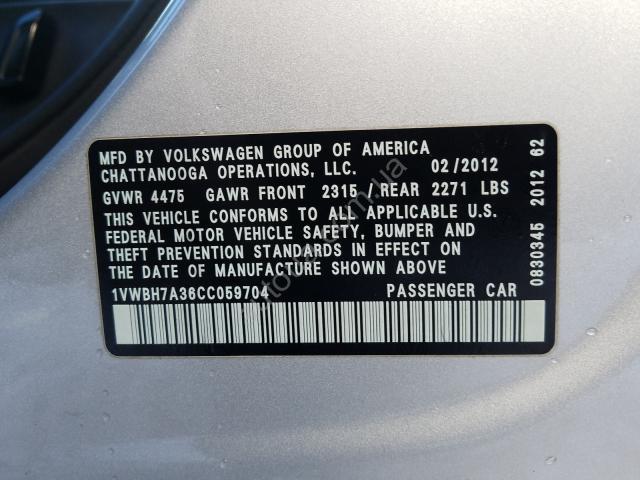 MFD BY VOLKSWAGEN GROUP OF AMERICA
CHATTANOOGA OPERATIONS, LLC. 02/2012
GVWR 4475 GAWR FRONT 2315/REAR 2271 LBS
THIS VEHICLE CONFORMS TO ALL APPLICABLE U.S.
FEDERAL MOTOR VEHICLE SAFETY, BUMPER AND
THEFT PREVENTION STANDARDS IN EFFECT ON
THE DATE OF MANUFACTURE SHOWN ABOVE
1VWBH7A36CC059704 PASSENGER CAR
0830345 2012 62